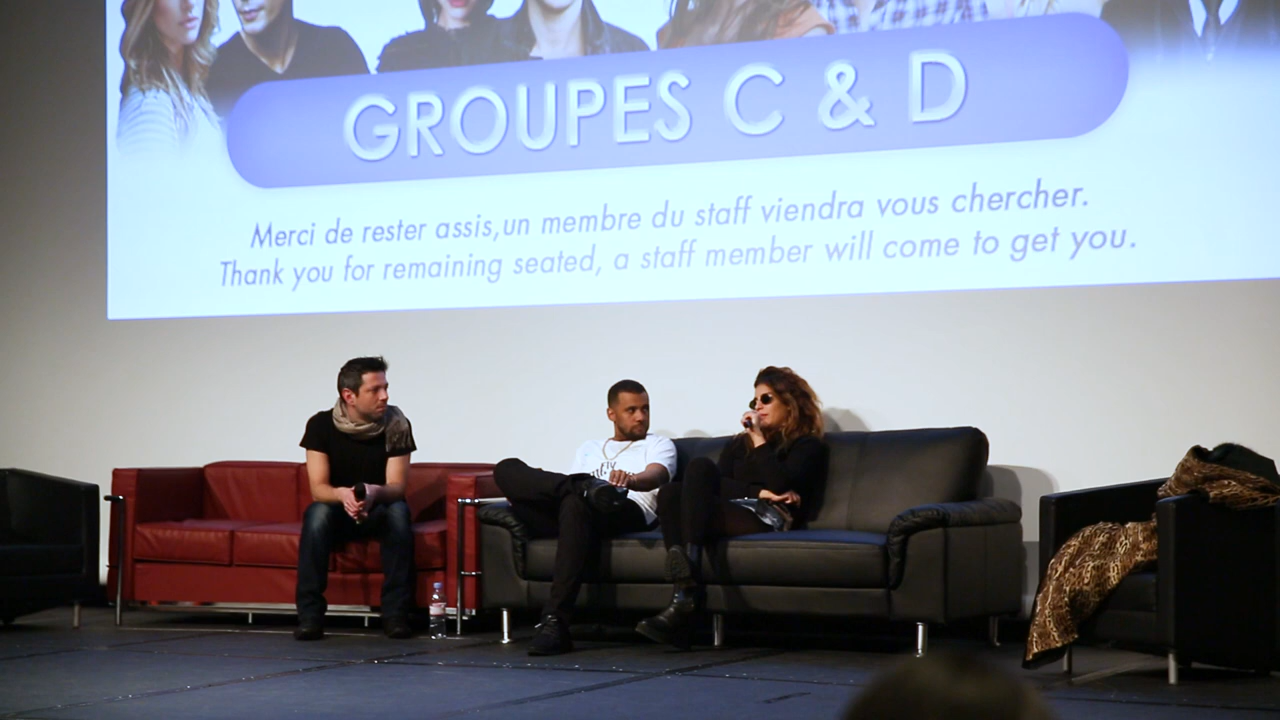 GROUPES C & D
Merci de rester assis,un membre du staff viendra vous chercher.
Thank you for remaining seated, a staff member will come to get you.